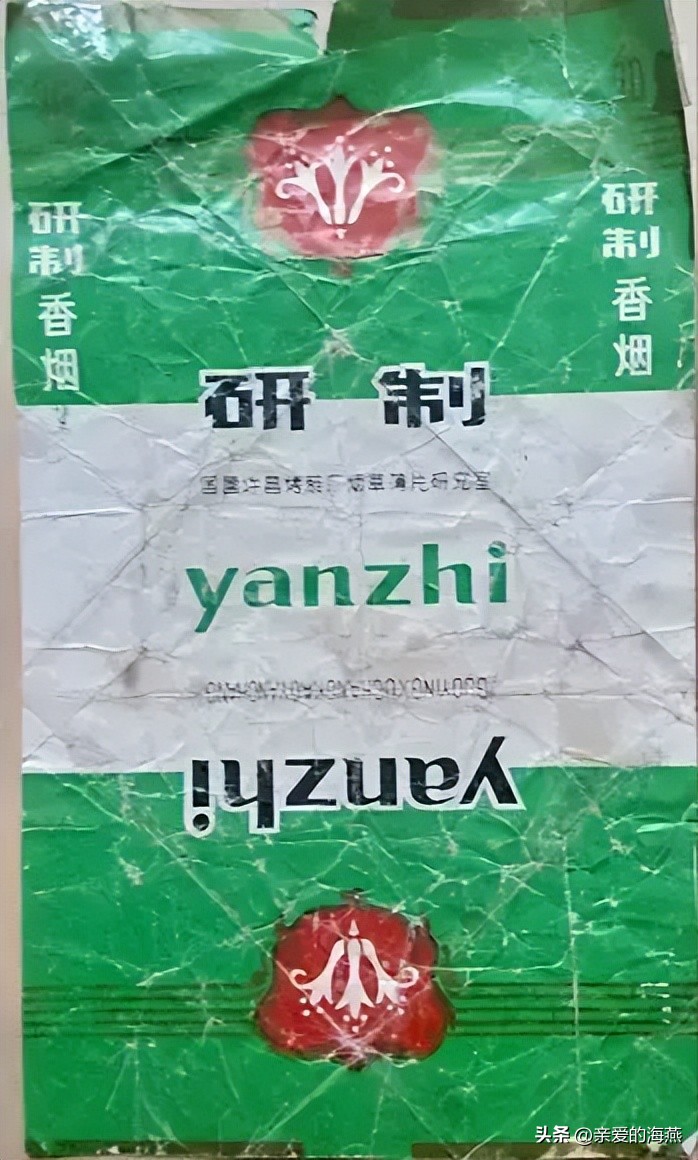 研制香烟
研制香烟
研 制
国营许昌烤烟厂烟草薄片研究室
yanzhi
GUOYINGXUCHANGKAOYANCHANG
yanzhi
头条 @亲爱的海燕